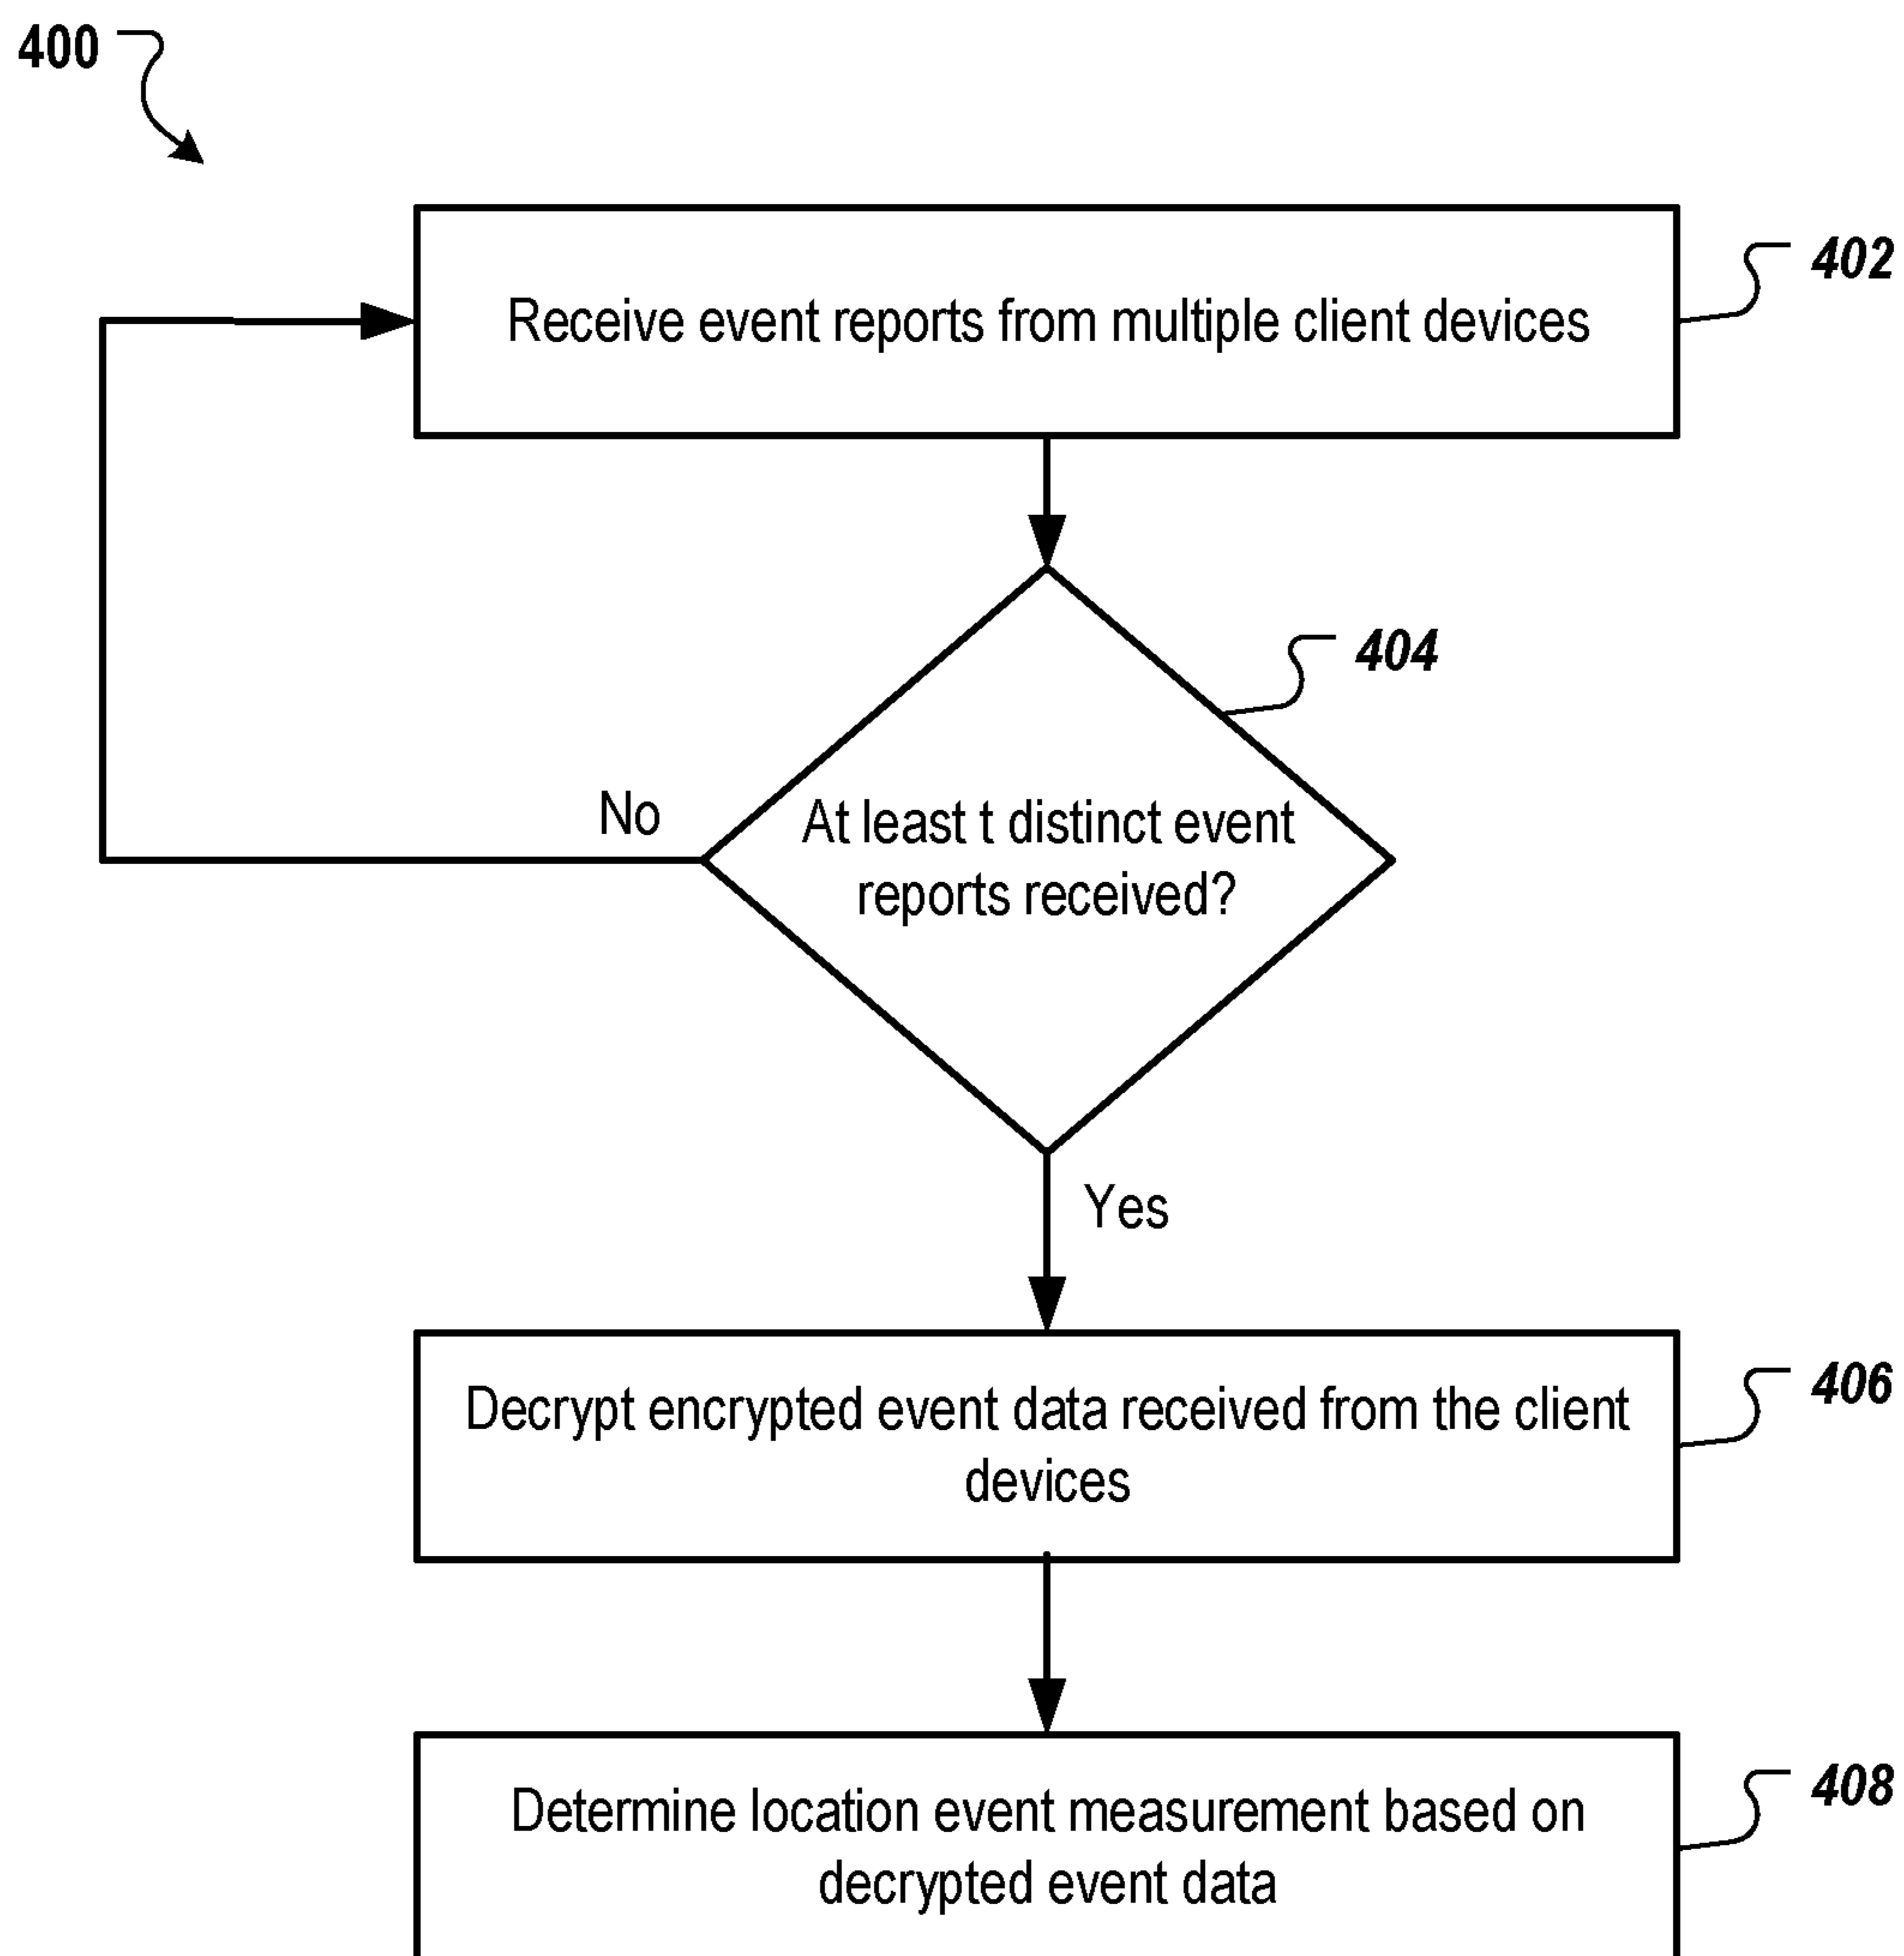 400
Receive event reports from multiple client devices
402
404
At least t distinct event
reports received?
No
Yes
Decrypt encrypted event data received from the client
devices
406
Determine location event measurement based on
decrypted event data
408